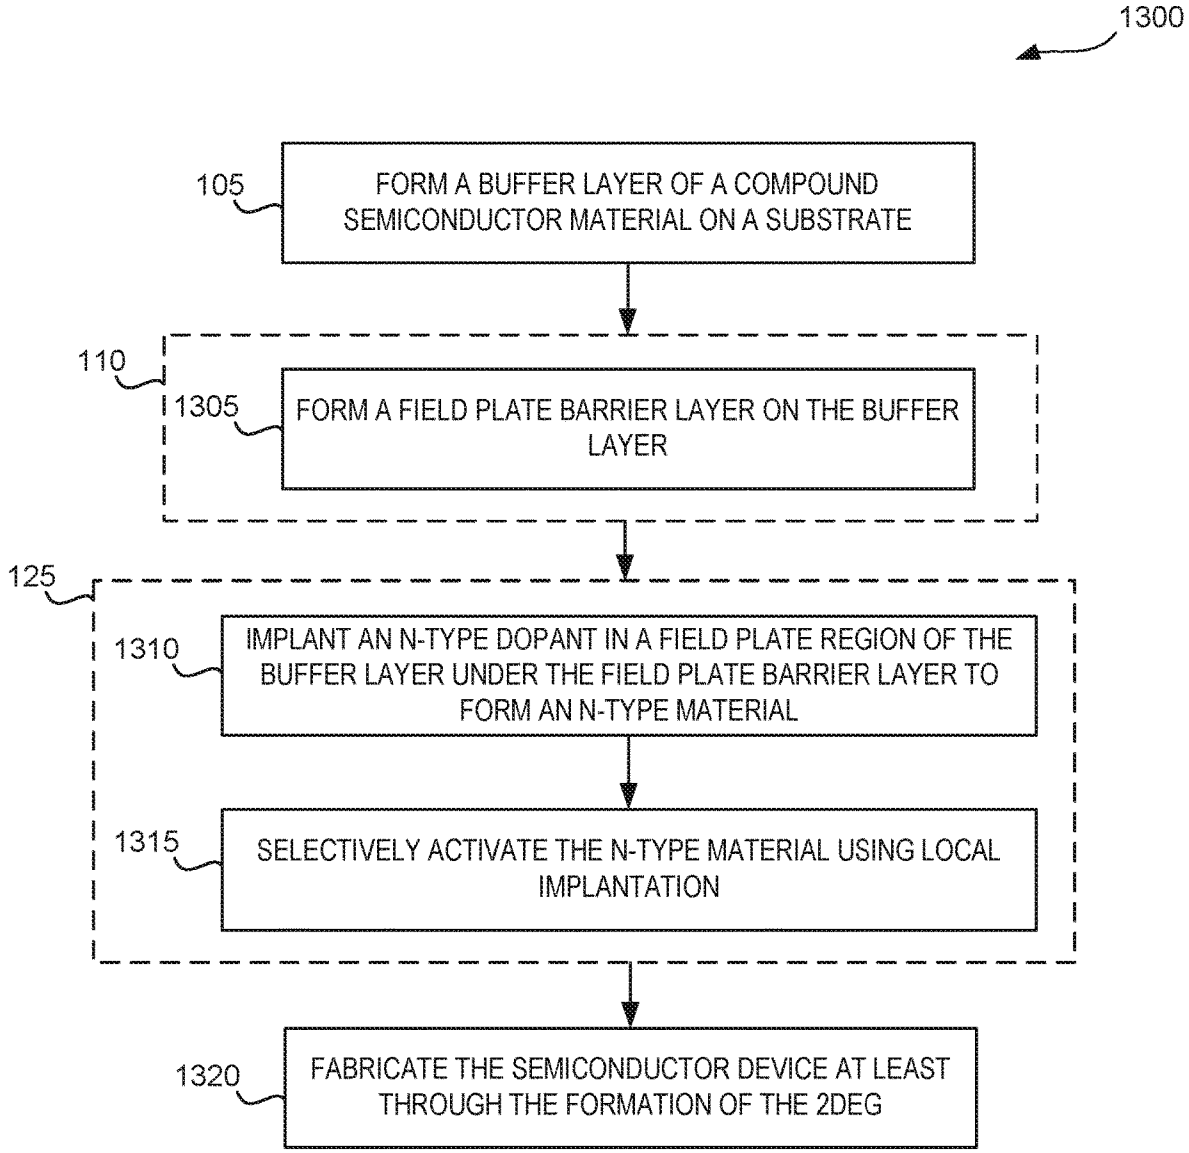 1300
105
FORM A BUFFER LAYER OF A COMPOUND
SEMICONDUCTOR MATERIAL ON A SUBSTRATE
110
1305
FORM A FIELD PLATE BARRIER LAYER ON THE BUFFER
LAYER
125
1310
IMPLANT AN N-TYPE DOPANT IN A FIELD PLATE REGION OF THE
BUFFER LAYER UNDER THE FIELD PLATE BARRIER LAYER TO
FORM AN N-TYPE MATERIAL
1315
SELECTIVELY ACTIVATE THE N-TYPE MATERIAL USING LOCAL
IMPLANTATION
1320
FABRICATE THE SEMICONDUCTOR DEVICE AT LEAST
THROUGH THE FORMATION OF THE 2DEG